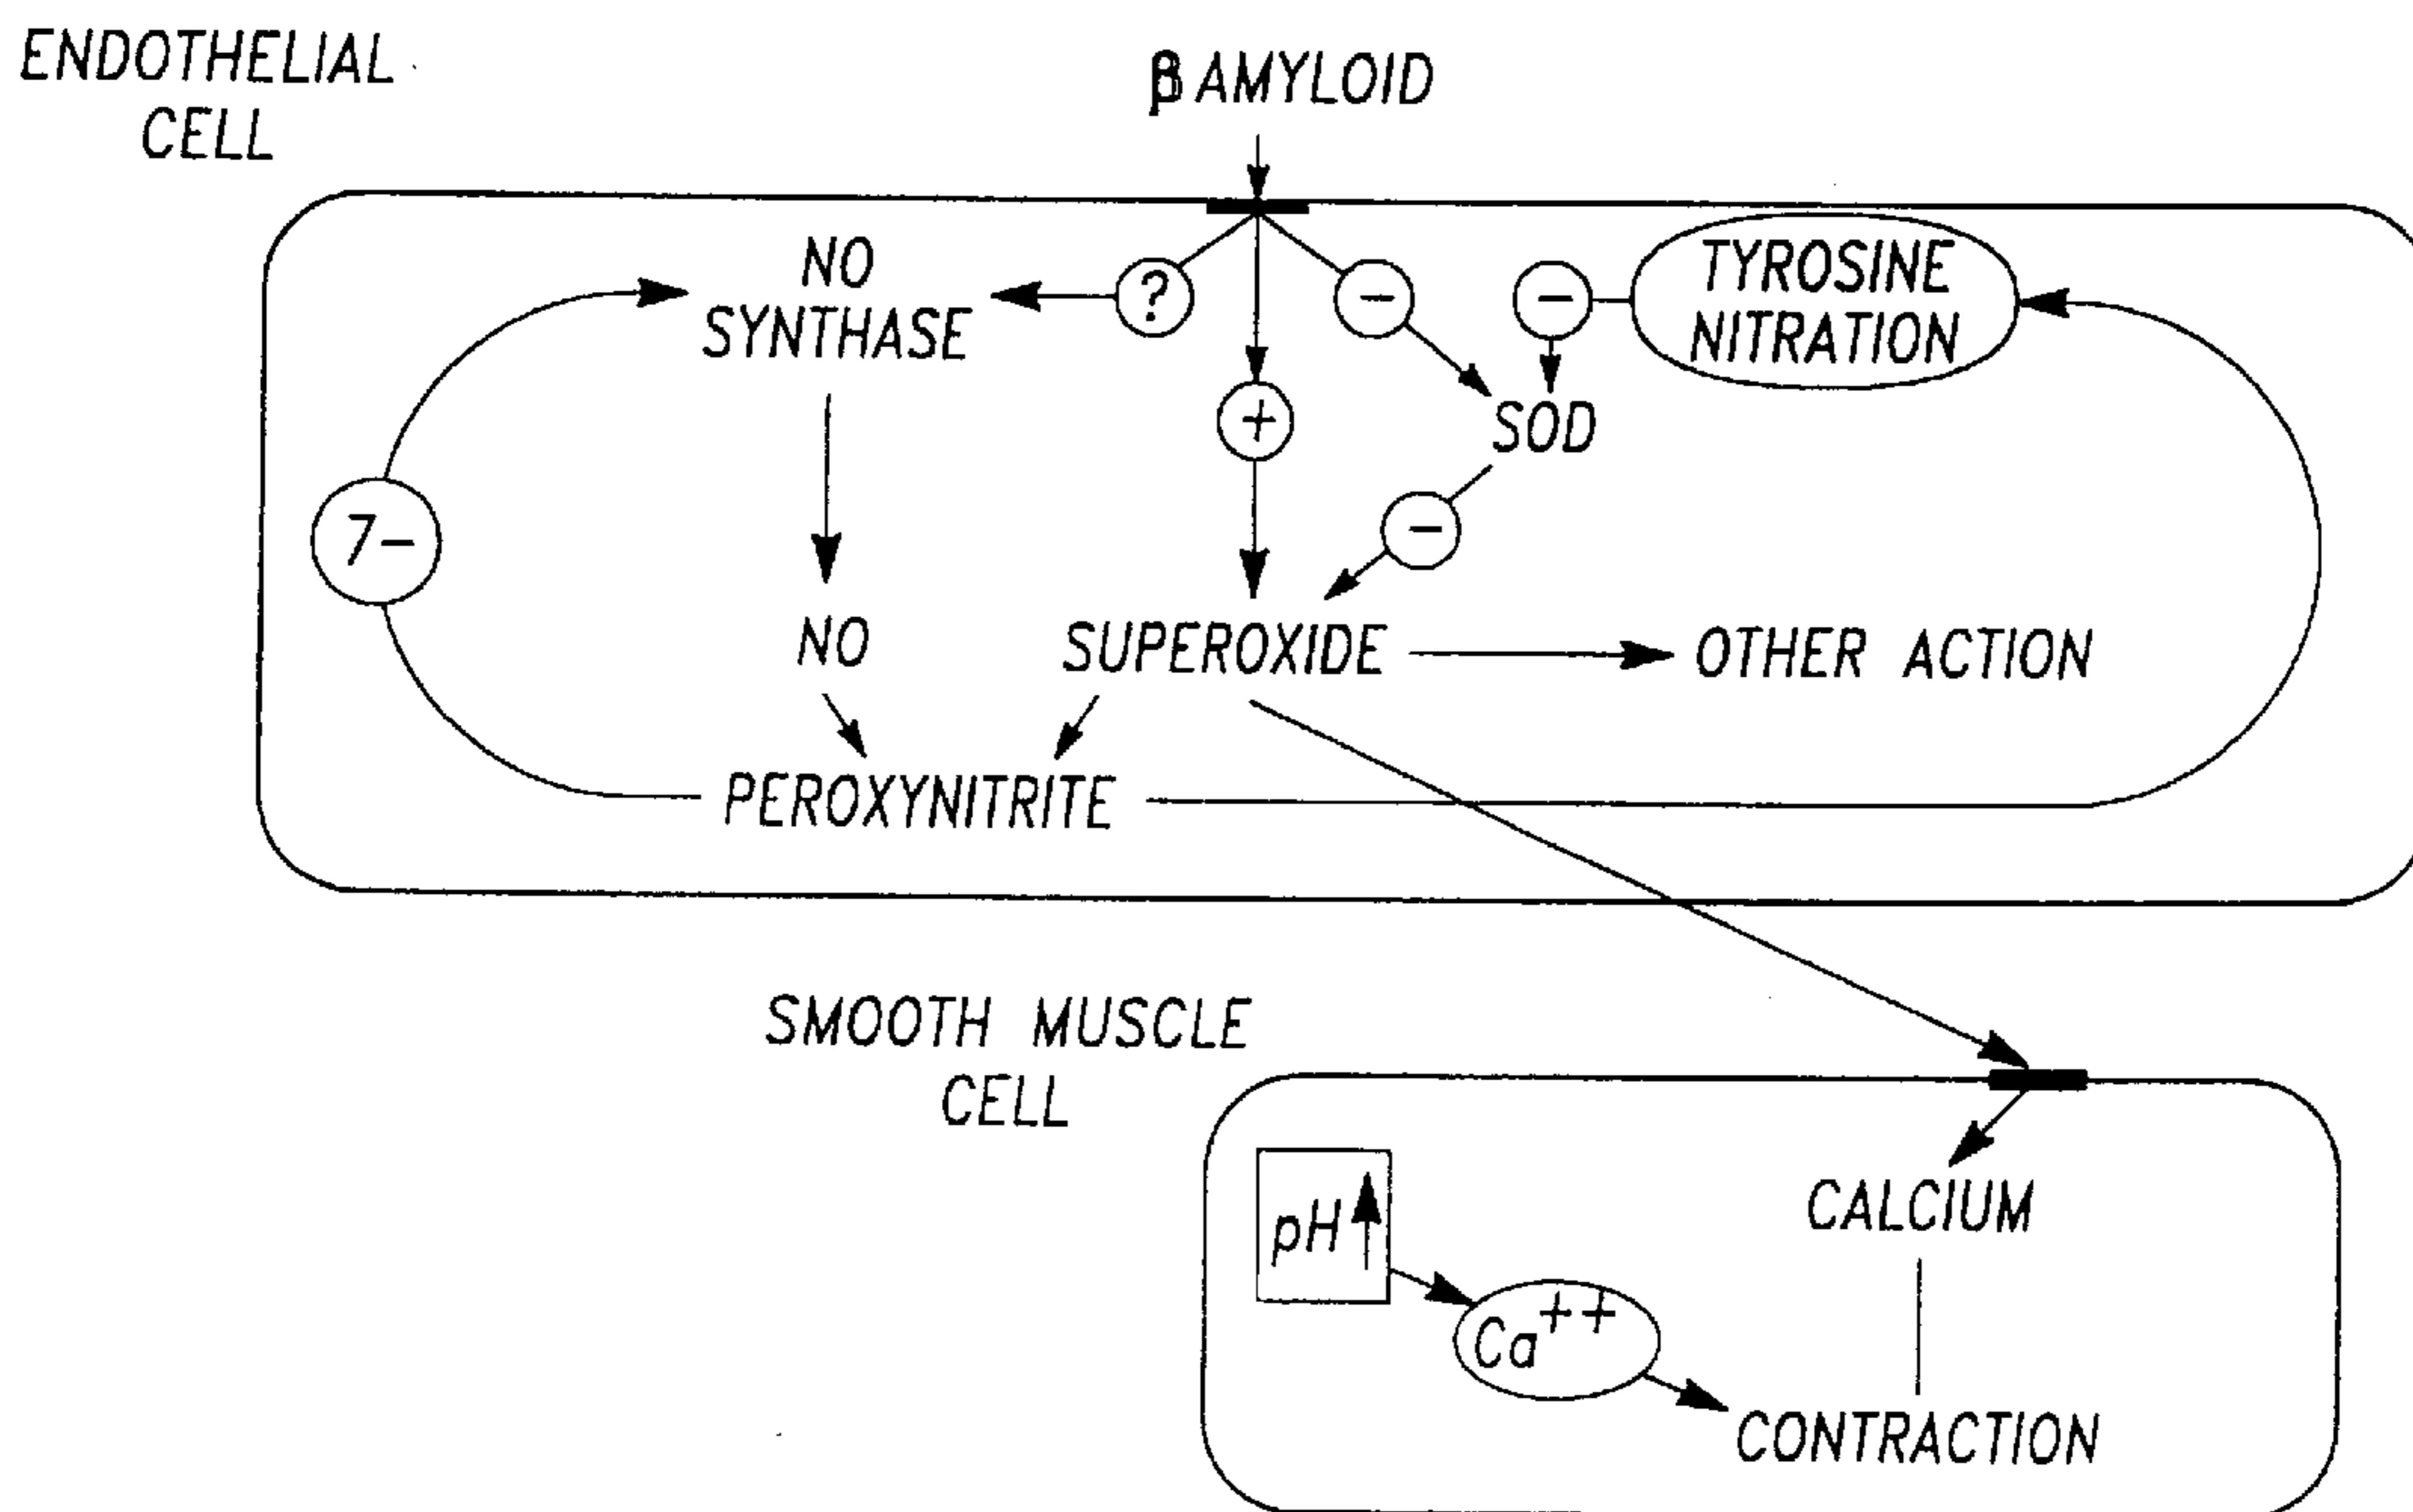 ENDOTHELIAL
CELL
β AMYLOID
NO
SYNTHASE
?
−
−
TYROSINE
NITRATION
+
SOD
7−
−
NO
SUPEROXIDE
OTHER ACTION
PEROXYNITRITE
SMOOTH MUSCLE
CELL
pH
CALCIUM
Ca++
CONTRACTION